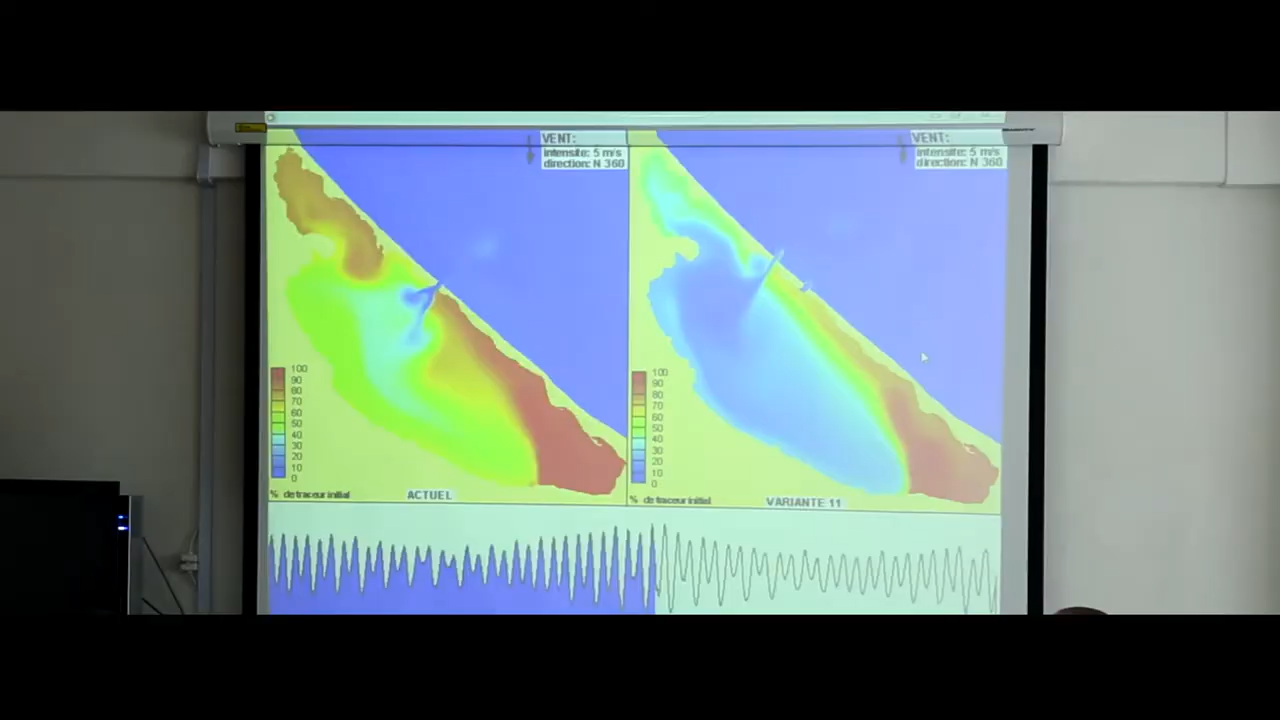 VENT:
intensite: 5 m/s
direction: N 360
VENT:
intensite: 5 m/s
direction: N 360
100
90
80
70
60
50
40
30
20
10
0
% de traceur initial
ACTUEL
100
90
80
70
60
50
40
30
20
10
0
% de traceur initial
VARIANTE 11